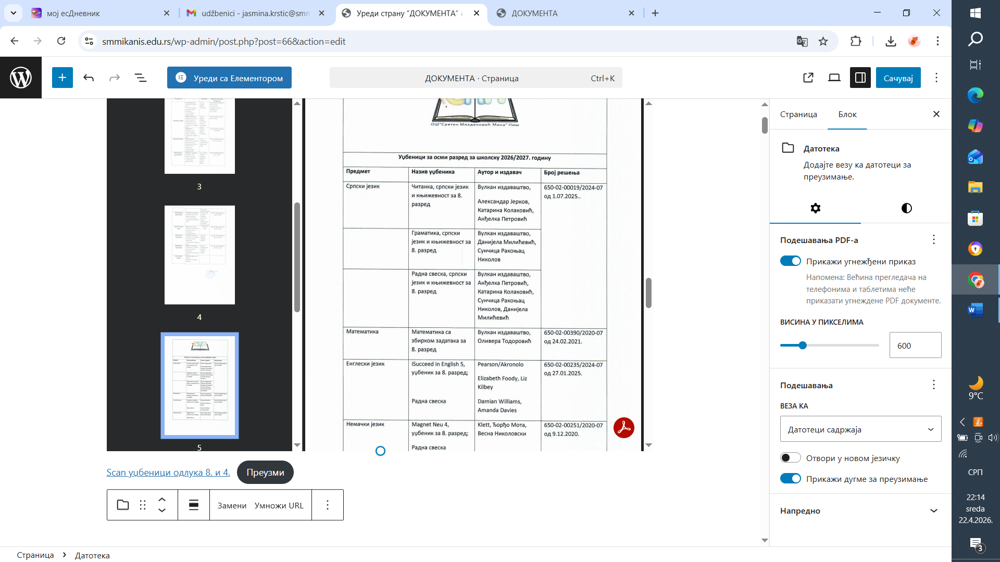 мој есДневник
udžbenici - jasmina.krstic@smm
Уреди страну “ДОКУМЕНТА” ‹
ДОКУМЕНТА
smmikanis.edu.rs/wp-admin/post.php?post=66&action=edit
Уреди са Елементором
ДОКУМЕНТА · Страница
Ctrl+K
Сачувај
3
4
5
ОШ"Сретен Младеновић Мика" Ниш
Уџбеници за осми разред за школску 2026/2027. годину
Предмет
Назив уџбеника
Аутор и издавач
Број решења
Српски језик
Читанка, српски језик
и књижевност за 8.
разред
Вулкан издаваштво,
Александар Јерков,
Катарина Колаковић,
Анђелка Петровић
650-02-00019/2024-07
од 1.07.2025..
Граматика, српски
језик и књижевност за
8. разред
Вулкан издаваштво,
Данијела Милићевић,
Сунчица Ракоњац
Николов
Радна свеска, српски
језик и књижевност за
8. разред
Вулкан издаваштво,
Анђелка Петровић,
Катарина Колаковић,
Сунчица Ракоњац
Николов, Данијела
Милићевић
Математика
Математика са
збирком задатака за
8. разред
Вулкан издаваштво,
Оливера Тодоровић
650-02-00390/2020-07
од 24.02.2021.
Енглески језик
iSucceed in English 5,
уџбеник за 8. разред;
Радна свеска
Pearson/Akronolo
Elizabeth Foody, Liz
Kilbey
Damian Williams,
Amanda Davies
650-02-00235/2024-07
од 27.01.2025.
Немачки језик
Magnet Neu 4,
уџбеник за 8. разред;
Радна свеска
Klett, Ђорђо Мота,
Весна Николовски
650-02-00251/2020-07
од 9.12.2020.
Scan уџбеници одлука 8. и 4.
Преузми
Замени
Умножи URL
Страница
Блок
Датотека
Додајте везу ка датотеци за
преузимање.
Подешавања PDF-а
Прикажи угнежђени приказ
Напомена: Већина прегледача на
телефонима и таблетима неће
приказати угнеждене PDF документе.
ВИСИНА У ПИКСЕЛИМА
600
Подешавања
ВЕЗА КА
Датотеци садржаја
Отвори у новом језичку
Прикажи дугме за преузимање
Напредно
Страница
Датотека
9°C
СРП
22:14
sreda
22.4.2026.
3